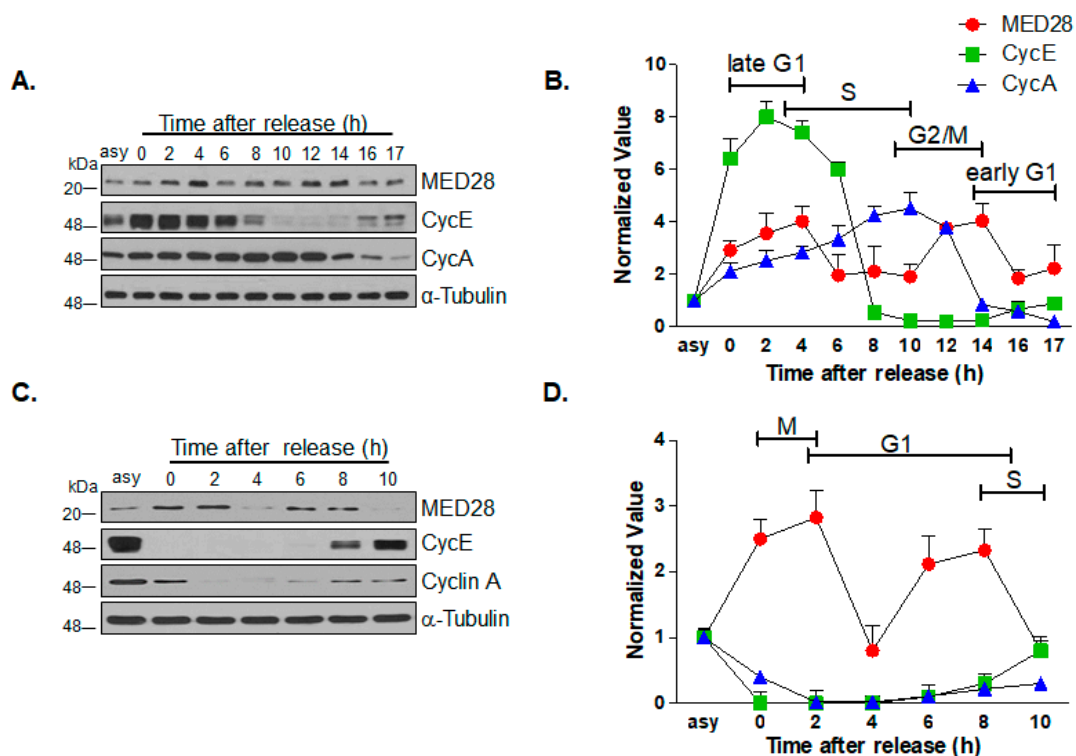 A.
Time after release (h)
asy 0 2 4 6 8 10 12 14 16 17
kDa
20 MED28
48 CycE
48 CycA
48 α-Tubulin
B.
MED28
CycE
CycA
late G1
S
G2/M
early G1
Normalized Value
10
8
6
4
2
0
asy 0 2 4 6 8 10 12 14 16 17
Time after release (h)
C.
Time after release (h)
asy 0 2 4 6 8 10
kDa
20 MED28
48 CycE
48 Cyclin A
48 α-Tubulin
D.
M
G1
S
Normalized Value
4
3
2
1
0
asy 0 2 4 6 8 10
Time after release (h)